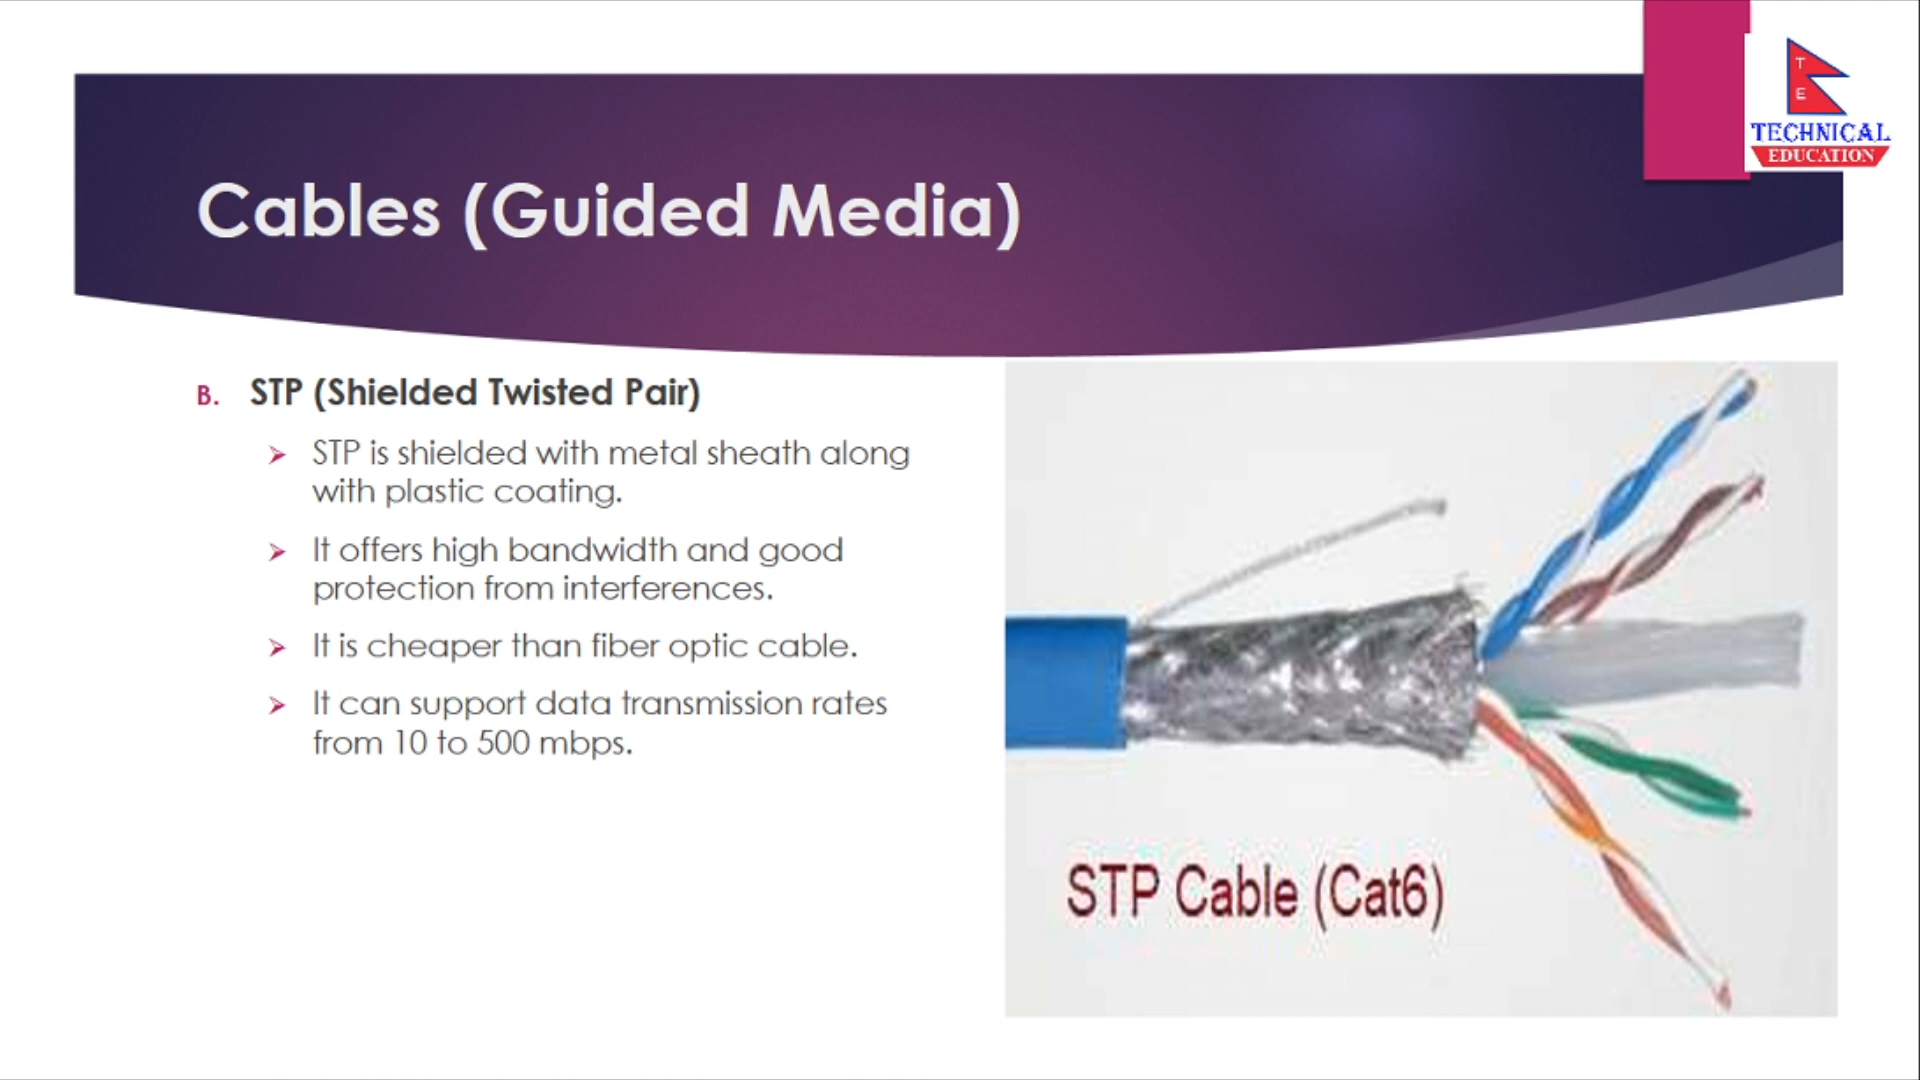 T
E
TECHNICAL
EDUCATION
Cables (Guided Media)
B. STP (Shielded Twisted Pair)
STP is shielded with metal sheath along
with plastic coating.
It offers high bandwidth and good
protection from interferences.
It is cheaper than fiber optic cable.
It can support data transmission rates
from 10 to 500 mbps.
STP Cable (Cat6)